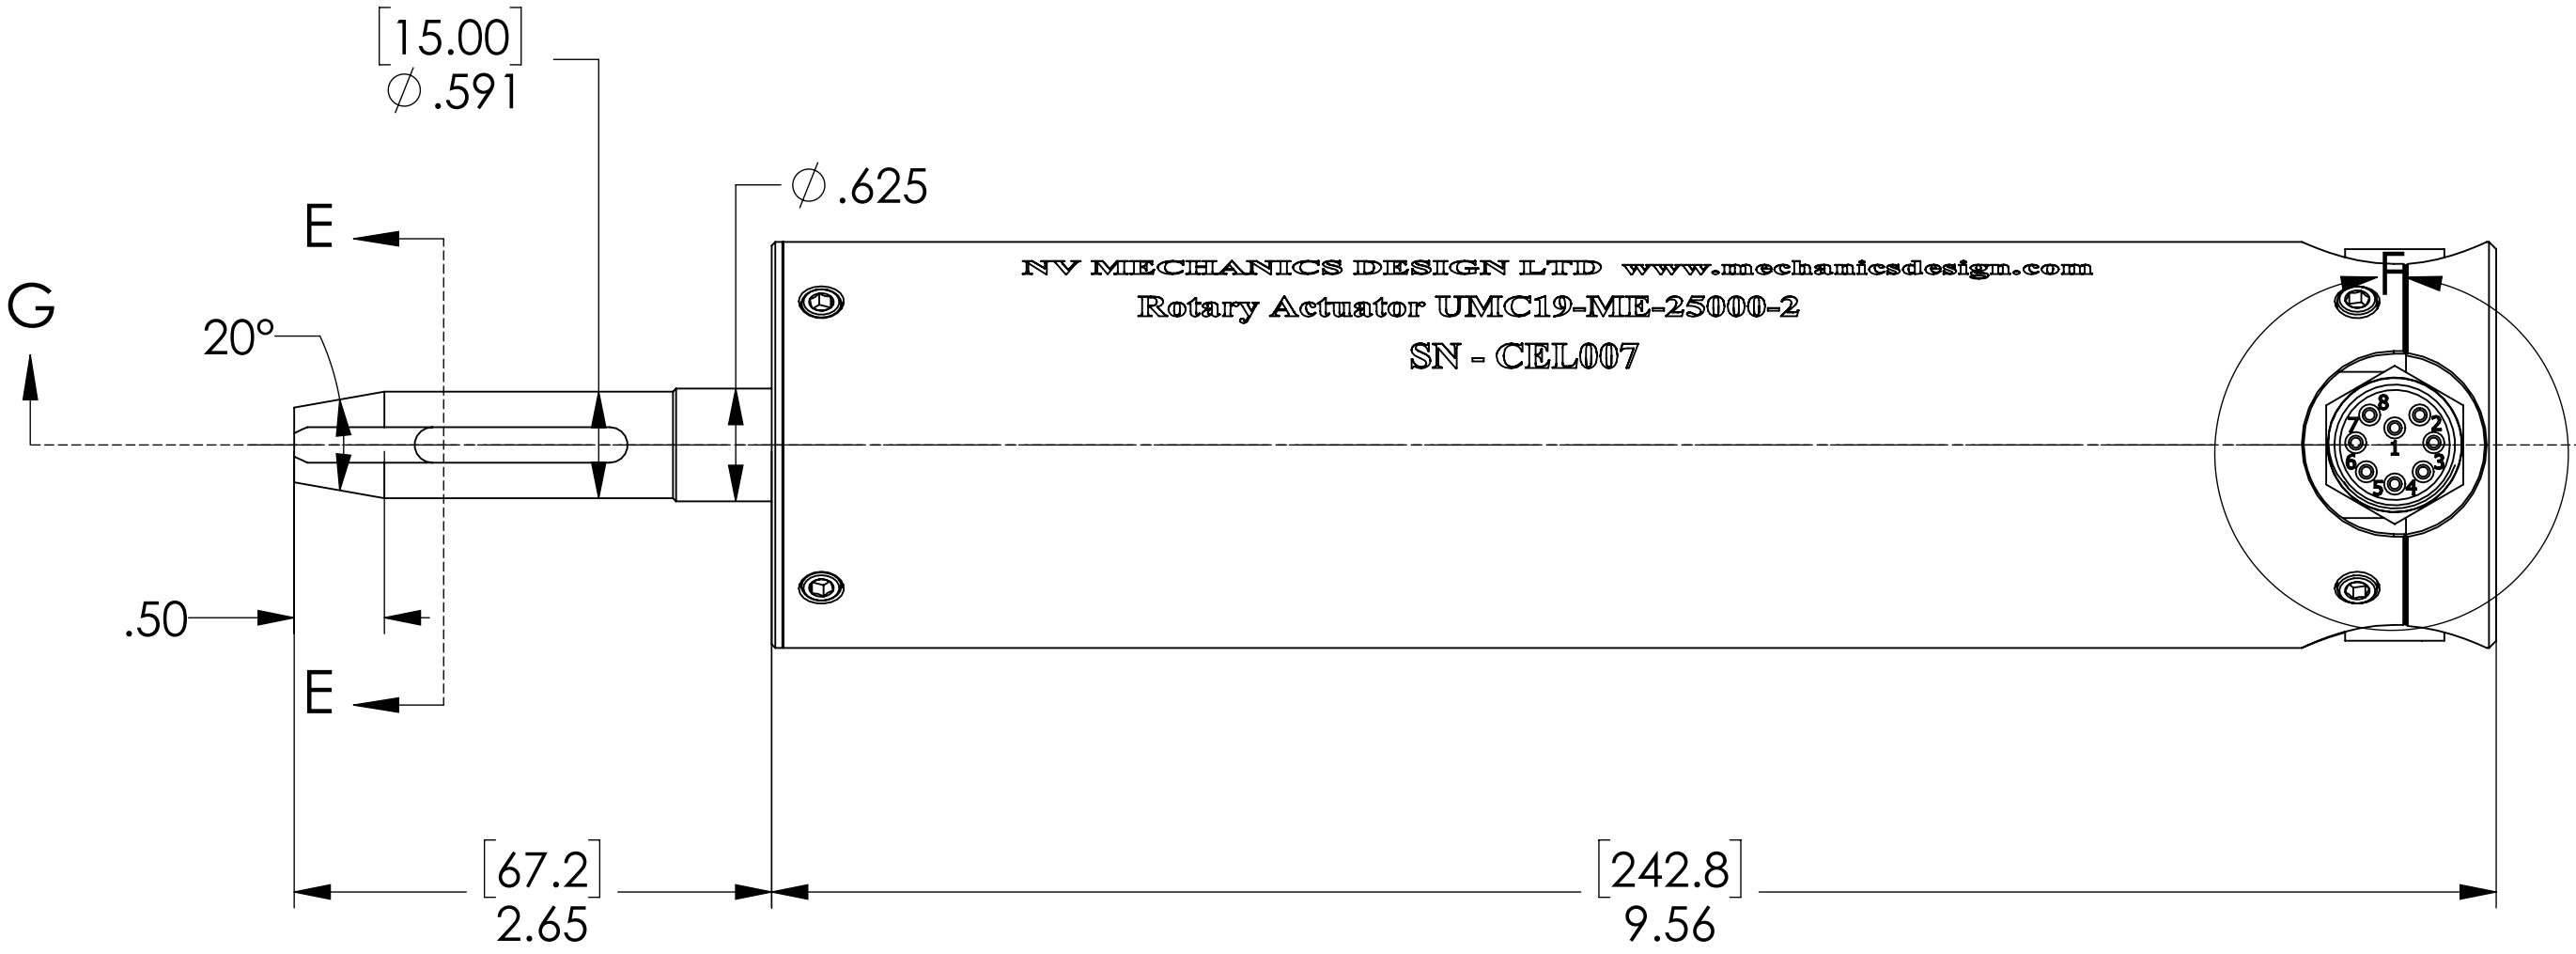 [15.00]
⌀ .591
⌀ .625
E
G
20°
NV MECHANICS DESIGN LTD www.mechanicsdesign.com
Rotary Actuator UMC19-ME-25000-2
SN - CEL007
F
8
7
2
1
6
3
5
4
.50
E
[67.2]
2.65
[242.8]
9.56